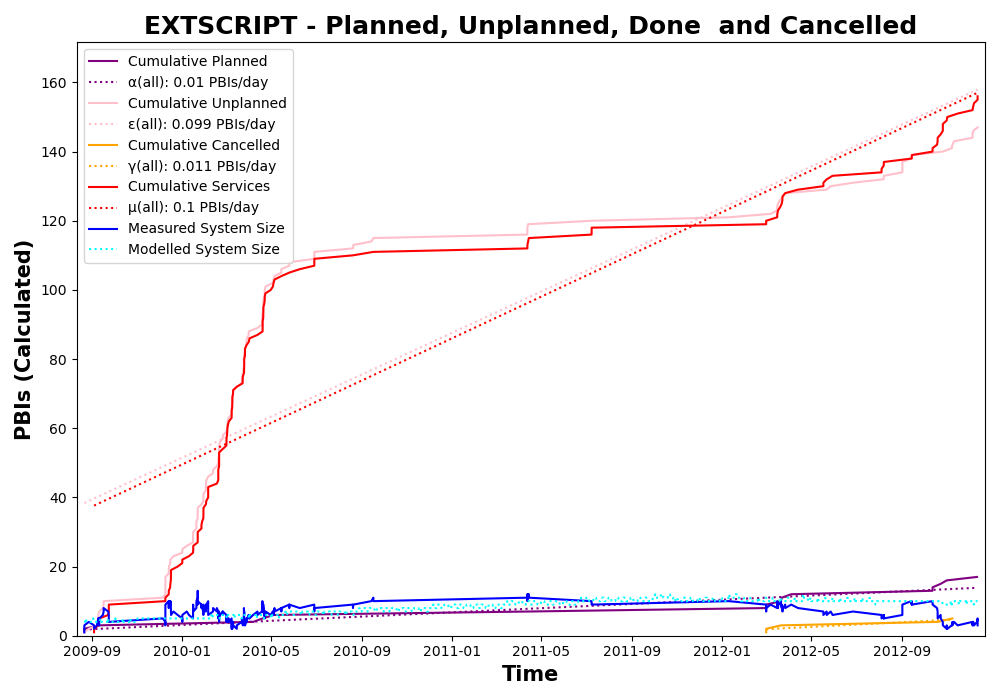 EXTSCRIPT - Planned, Unplanned, Done  and Cancelled
Cumulative Planned
α(all): 0.01 PBIs/day
Cumulative Unplanned
ε(all): 0.099 PBIs/day
Cumulative Cancelled
γ(all): 0.011 PBIs/day
Cumulative Services
μ(all): 0.1 PBIs/day
Measured System Size
Modelled System Size
PBIs (Calculated)
160
140
120
100
80
60
40
20
0
2009-09 2010-01 2010-05 2010-09 2011-01 2011-05 2011-09 2012-01 2012-05 2012-09
Time